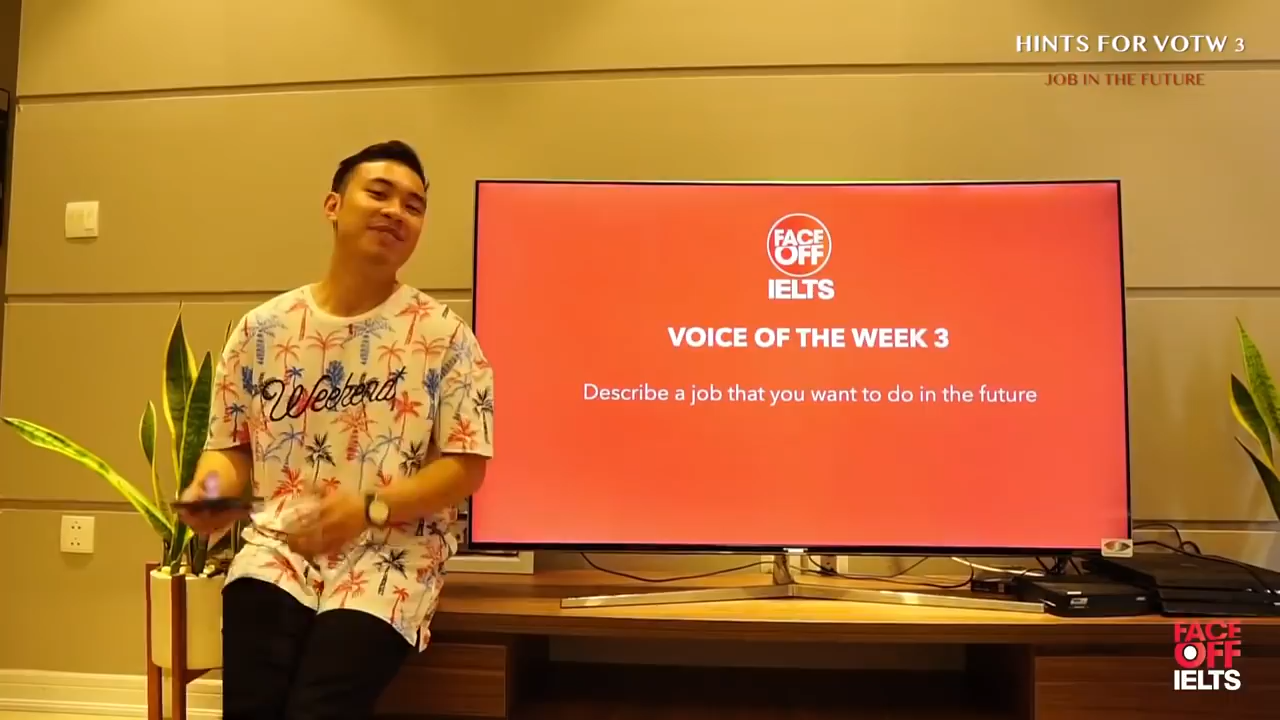 HINTS FOR VOTW 3
JOB IN THE FUTURE
FACE
OFF
IELTS
VOICE OF THE WEEK 3
Describe a job that you want to do in the future
Weekend
FACE
OFF
IELTS